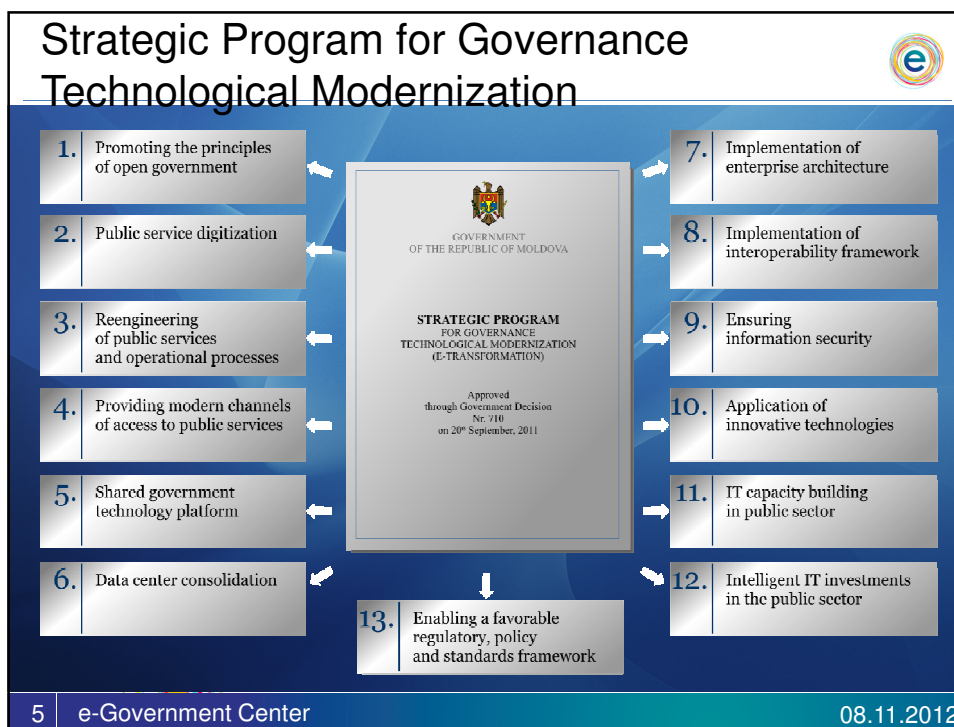 Strategic Program for Governance
Technological Modernization
e
1.
Promoting the principles
of open government
2.
Public service digitization
3.
Reengineering
of public services
and operational processes
4.
Providing modern channels
of access to public services
5.
Shared government
technology platform
6.
Data center consolidation
GOVERNMENT
OF THE REPUBLIC OF MOLDOVA
STRATEGIC PROGRAM
FOR GOVERNANCE
TECHNOLOGICAL MODERNIZATION
(E-TRANSFORMATION)
Approved
through Government Decision
Nr. 710
on 20th September, 2011
7.
Implementation of
enterprise architecture
8.
Implementation of
interoperability framework
9.
Ensuring
information security
10.
Application of
innovative technologies
11.
IT capacity building
in public sector
12.
Intelligent IT investments
in the public sector
13.
Enabling a favorable
regulatory, policy
and standards framework
5
e-Government Center
08.11.2012